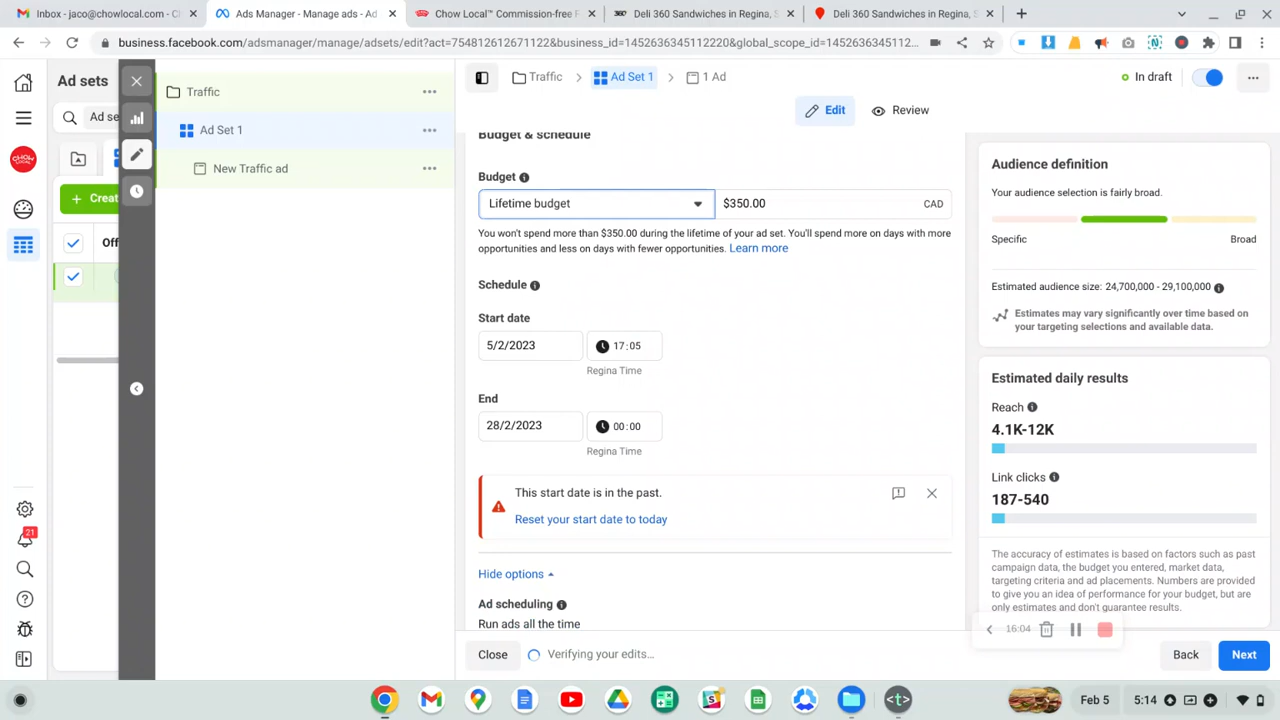 Inbox - jaco@chowlocal.com - C
Ads Manager - Manage ads - Ad
Chow Local™ Commission-free F
Deli 360 Sandwiches in Regina, S
Deli 360 Sandwiches in Regina, S
business.facebook.com/adsmanager/manage/adsets/edit?act=754812612671122&business_id=1452636345112220&global_scope_id=1452636345112...
Ad sets
Traffic
Ad Set 1
1 Ad
In draft
Traffic
Ad se
Edit
Review
Ad Set 1
New Traffic ad
CHOW LOCAL
Creat
Off
Budget & schedule
Budget
Lifetime budget
$350.00
CAD
You won't spend more than $350.00 during the lifetime of your ad set. You'll spend more on days with more
opportunities and less on days with fewer opportunities. Learn more
Schedule
Start date
5/2/2023
17:05
Regina Time
End
28/2/2023
00:00
Regina Time
This start date is in the past.
Reset your start date to today
Hide options
Ad scheduling
Run ads all the time
Audience definition
Your audience selection is fairly broad.
Specific
Broad
Estimated audience size: 24,700,000 - 29,100,000
Estimates may vary significantly over time based on
your targeting selections and available data.
Estimated daily results
Reach
4.1K-12K
Link clicks
187-540
The accuracy of estimates is based on factors such as past
campaign data, the budget you entered, market data,
targeting criteria and ad placements. Numbers are provided
to give you an idea of performance for your budget, but are
only estimates and don't guarantee results.
16:04
21
Close
Verifying your edits...
Back
Next
Feb 5
5:14